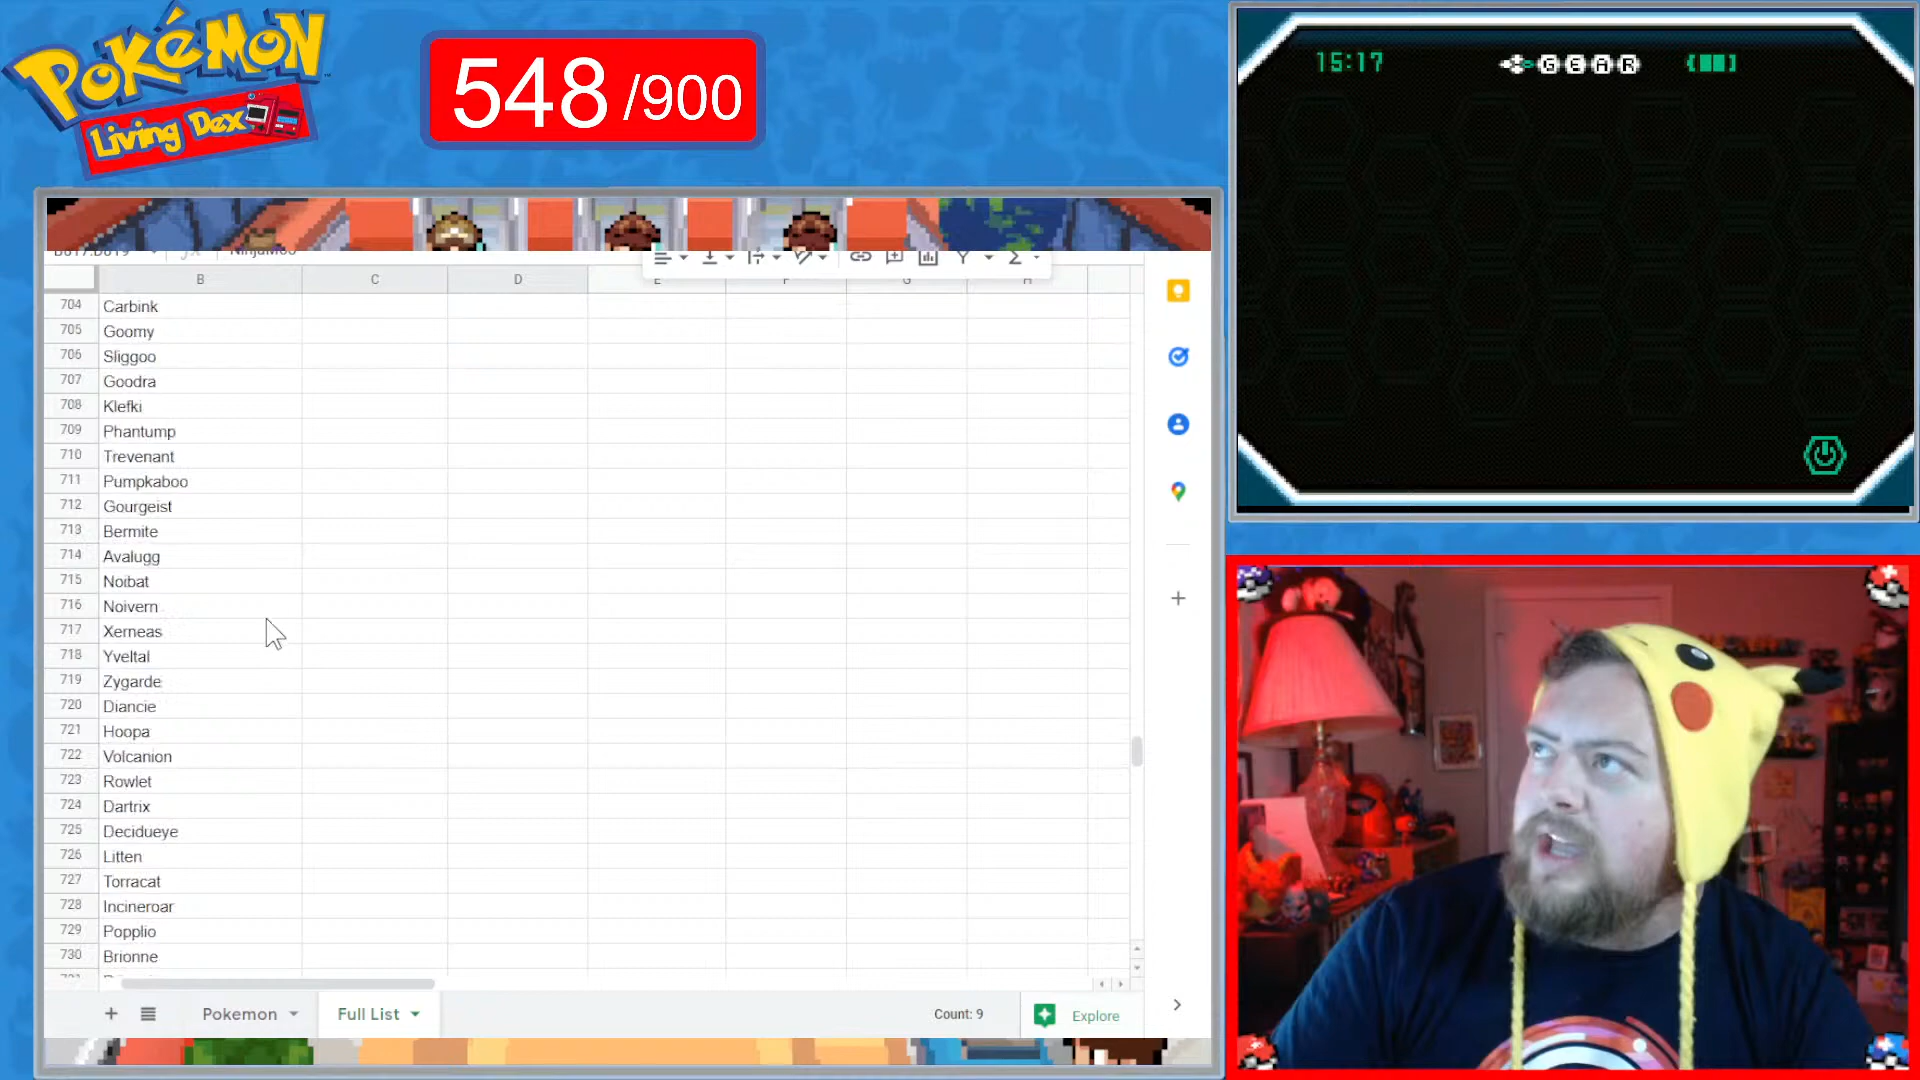 POKéMON
Living Dex
548/900
15:17
GEAR
B C D E F G H
704 Carbink
705 Goomy
706 Sliggoo
707 Goodra
708 Klefki
709 Phantump
710 Trevenant
711 Pumpkaboo
712 Gourgeist
713 Bermite
714 Avalugg
715 Noibat
716 Noivern
717 Xerneas
718 Yveltal
719 Zygarde
720 Diancie
721 Hoopa
722 Volcanion
723 Rowlet
724 Dartrix
725 Decidueye
726 Litten
727 Torracat
728 Incineroar
729 Popplio
730 Brionne
Pokemon Full List Count: 9 Explore